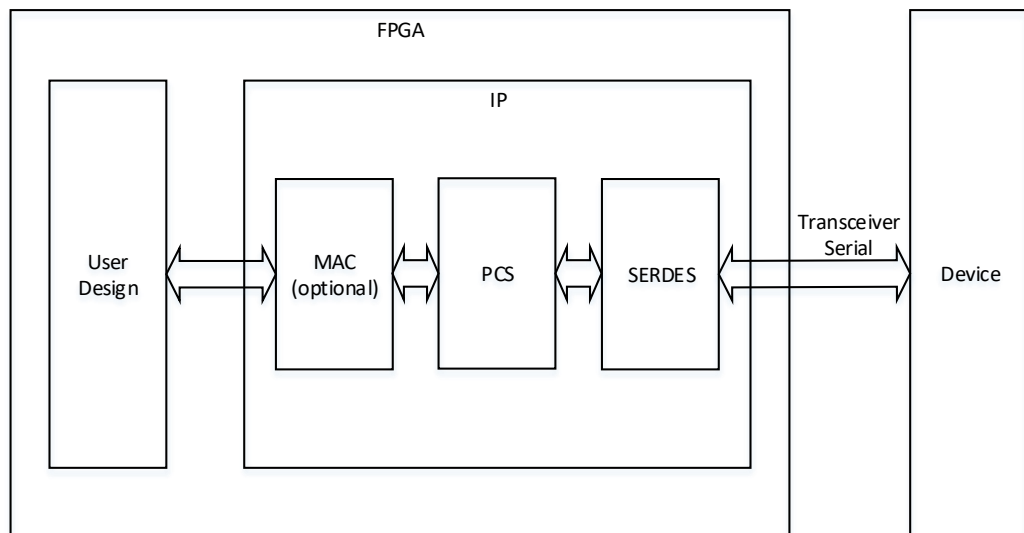 FPGA
IP
User
Design
MAC
(optional)
PCS
SERDES
Transceiver
Serial
Device